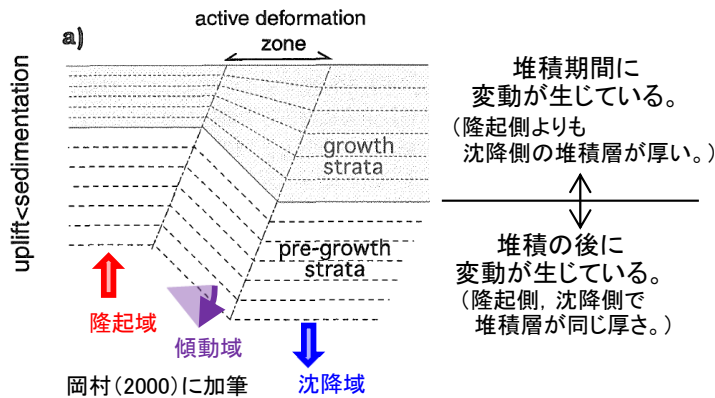 a)
active deformation
zone
uplift<sedimentation
growth
strata
pre-growth
strata
隆起域
傾動域
沈降域
岡村(2000)に加筆
堆積期間に
変動が生じている。
(隆起側よりも
沈降側の堆積層が厚い。)
堆積の後に
変動が生じている。
(隆起側,沈降側で
堆積層が同じ厚さ。)